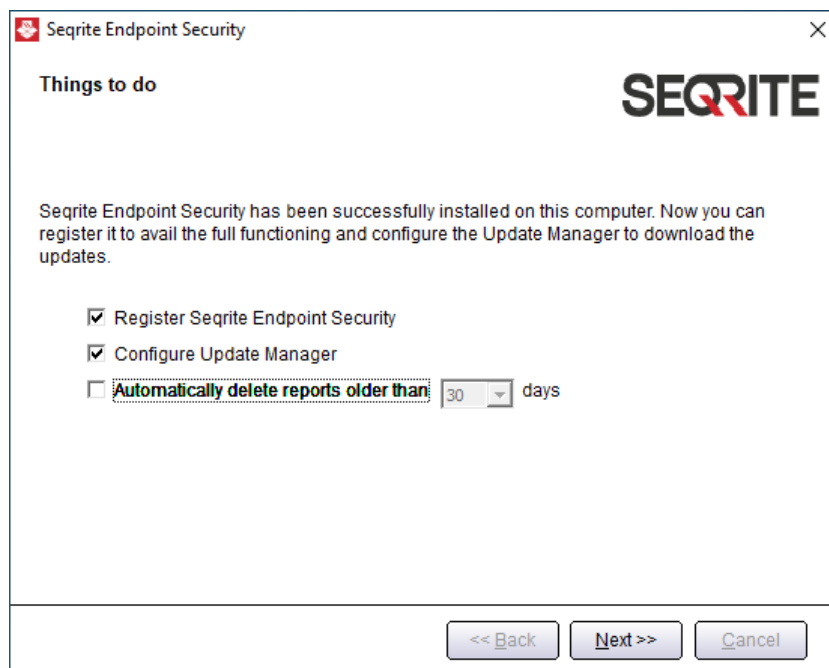 Seqrite Endpoint Security
Things to do
SEQRITE
Seqrite Endpoint Security has been successfully installed on this computer. Now you can
register it to avail the full functioning and configure the Update Manager to download the
updates.
Register Seqrite Endpoint Security
Configure Update Manager
Automatically delete reports older than 30 days
<< Back Next >> Cancel